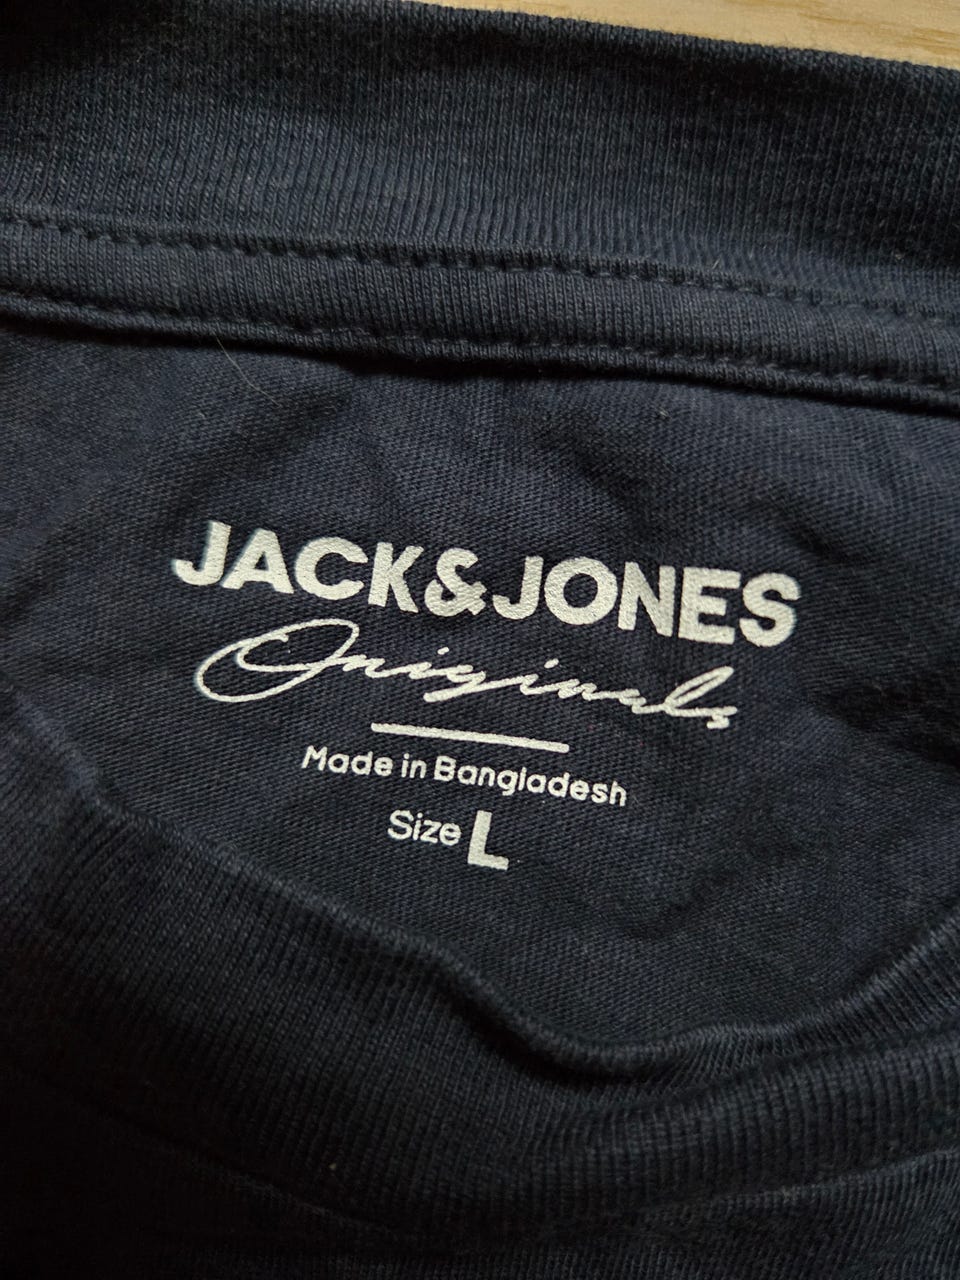 JACK&JONES
Originals
Made in Bangladesh
Size L